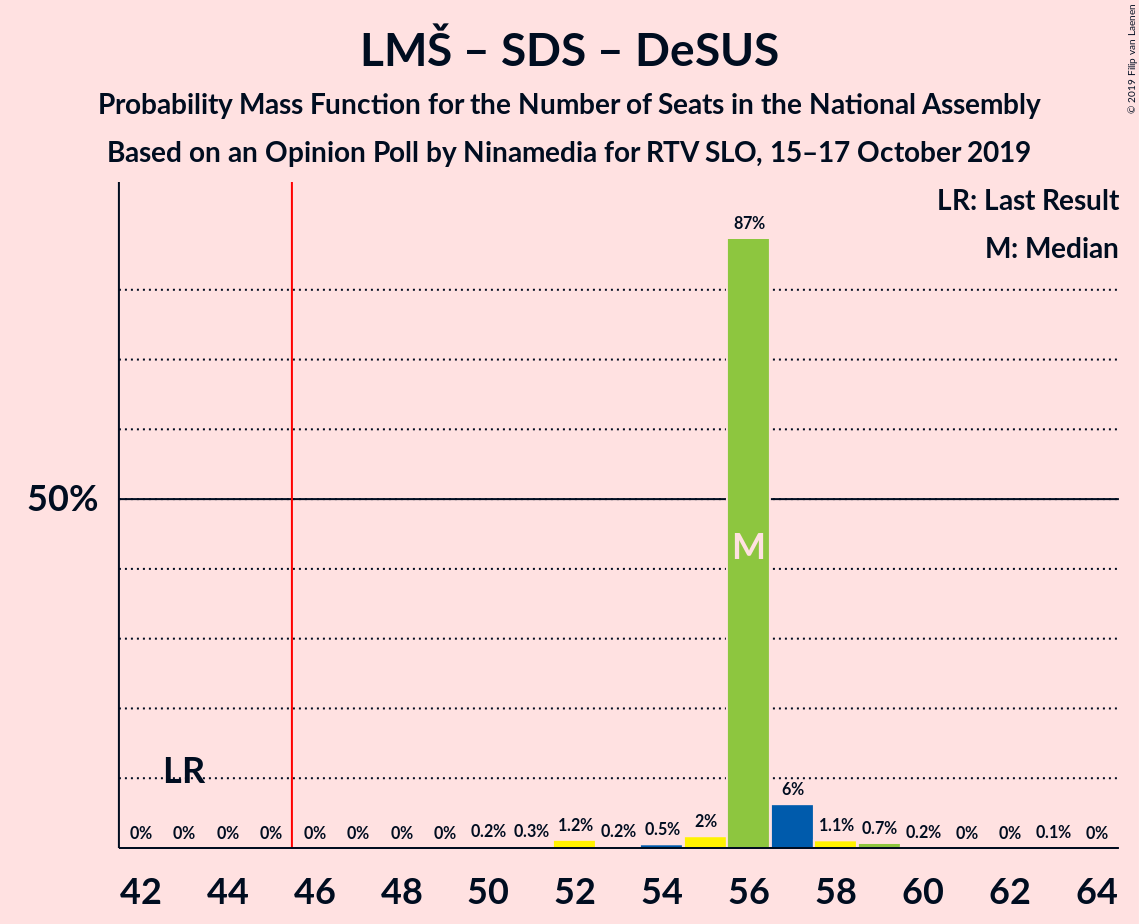 LMŠ – SDS – DeSUS
Probability Mass Function for the Number of Seats in the National Assembly
Based on an Opinion Poll by Ninamedia for RTV SLO, 15–17 October 2019
© 2019 Filip van Laenen
LR: Last Result
M: Median
87%
50%
M
LR
6%
0% 0% 0% 0% 0% 0% 0% 0% 0.2% 0.3% 1.2% 0.2% 0.5% 2% 1.1% 0.7% 0.2% 0% 0% 0.1% 0%
42 44 46 48 50 52 54 56 58 60 62 64